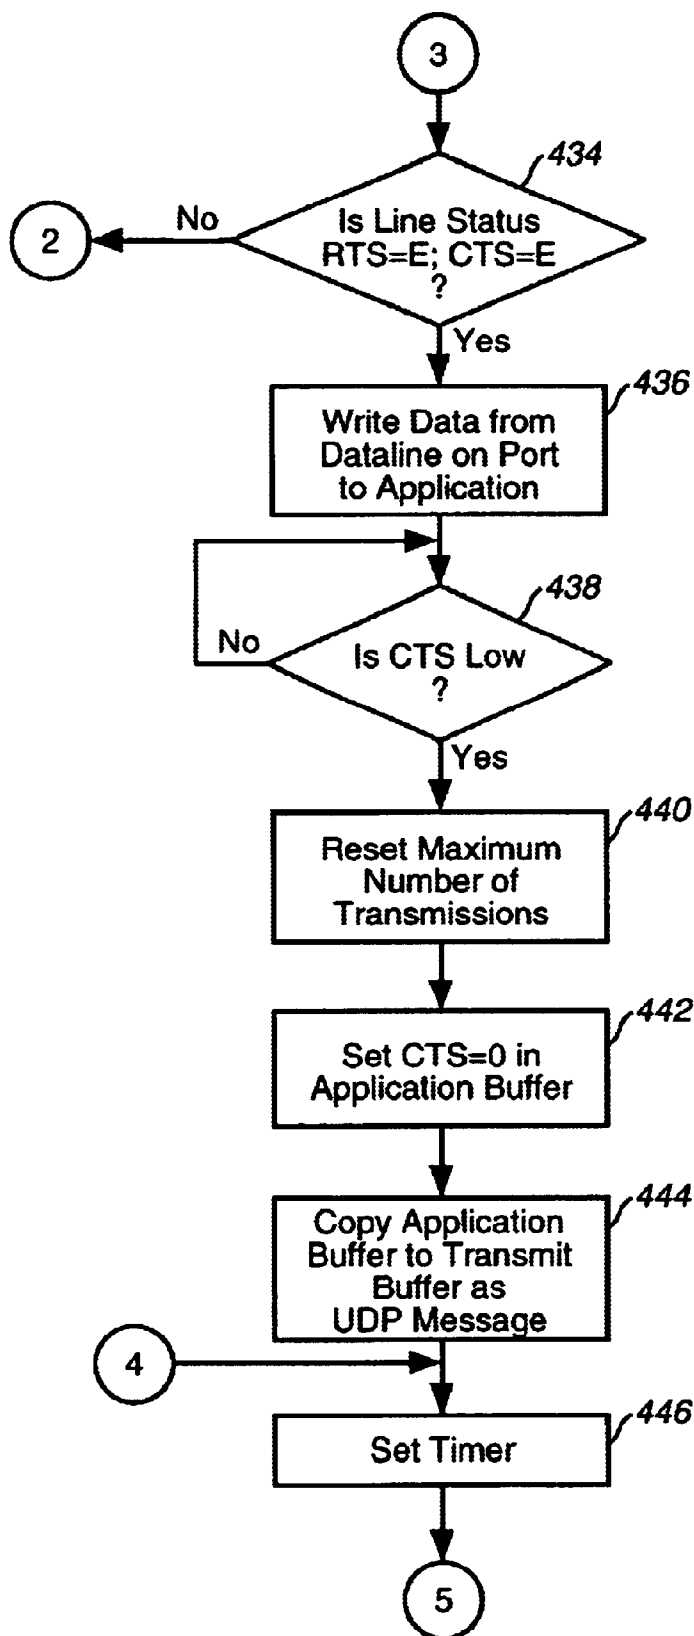 3
434
Is Line Status
RTS=E; CTS=E
?
No
2
Yes
436
Write Data from
Dataline on Port
to Application
438
Is CTS Low
?
No
Yes
440
Reset Maximum
Number of
Transmissions
442
Set CTS=0 in
Application Buffer
444
Copy Application
Buffer to Transmit
Buffer as
UDP Message
4
446
Set Timer
5